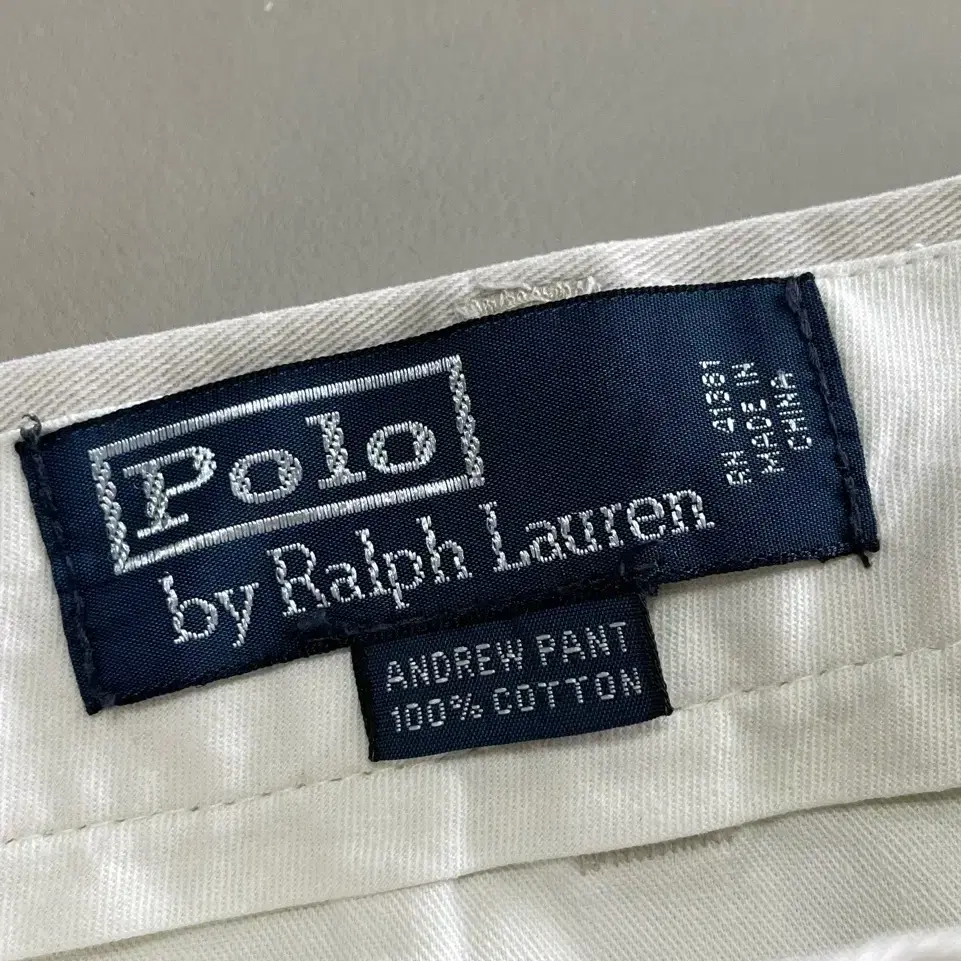 Polo
by Ralph Lauren
RN 41381
MADE IN
CHINA
ANDREW PANT
100% COTTON